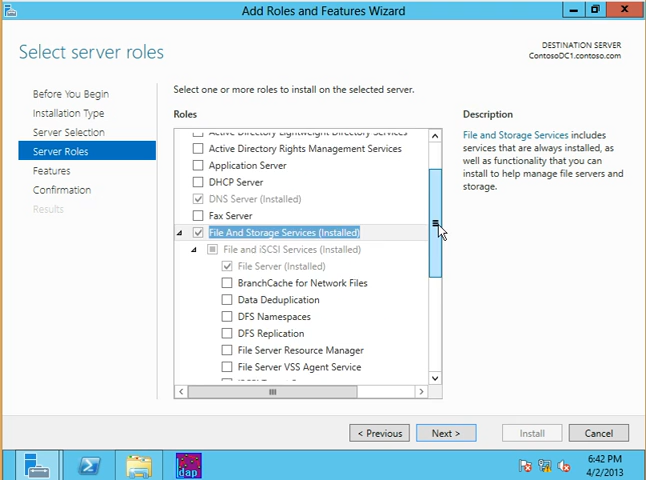 Add Roles and Features Wizard
Select server roles
DESTINATION SERVER
ContosoDC1.contoso.com
Before You Begin
Installation Type
Server Selection
Server Roles
Features
Confirmation
Results
Select one or more roles to install on the selected server.
Roles
Active Directory Lightweight Directory Services
Active Directory Rights Management Services
Application Server
DHCP Server
DNS Server (Installed)
Fax Server
File And Storage Services (Installed)
File and iSCSI Services (Installed)
File Server (Installed)
BranchCache for Network Files
Data Deduplication
DFS Namespaces
DFS Replication
File Server Resource Manager
File Server VSS Agent Service
Description
File and Storage Services includes
services that are always installed, as
well as functionality that you can
install to help manage file servers and
storage.
< Previous
Next >
Install
Cancel
dap
6:42 PM
4/2/2013